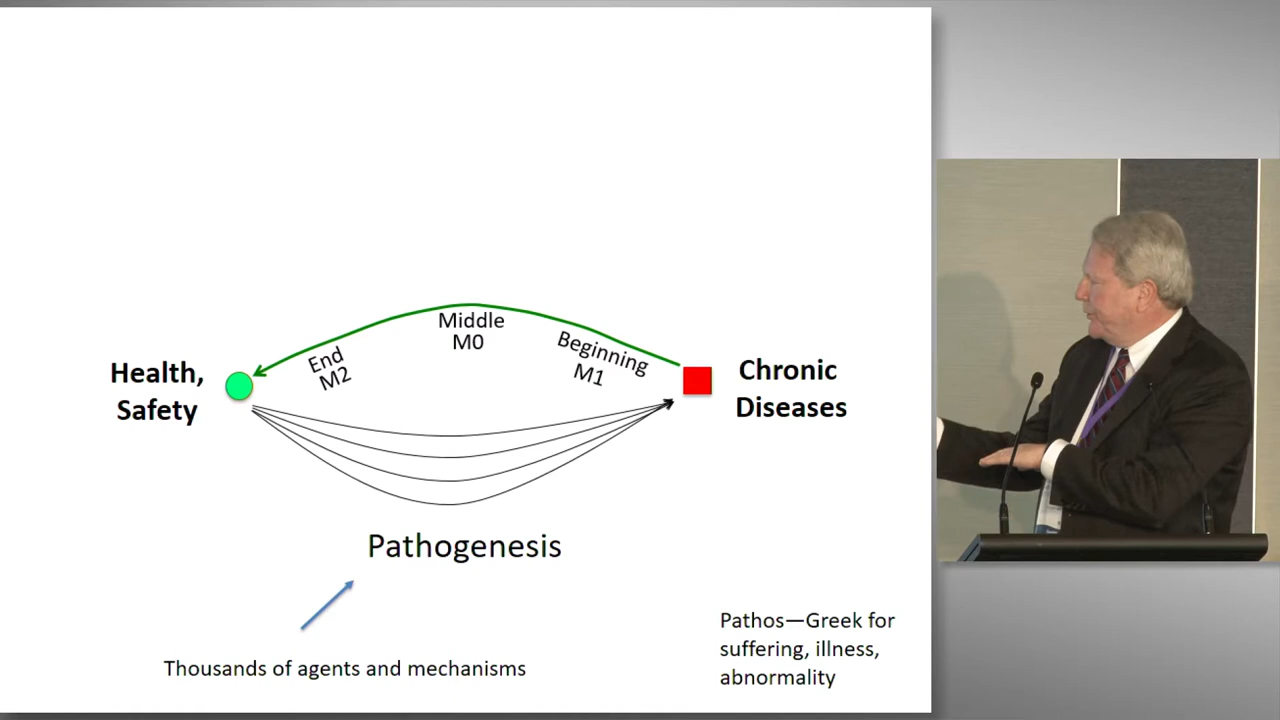 Middle
M0
End
M2
Beginning
M1
Health,
Safety
Chronic
Diseases
Pathogenesis
Thousands of agents and mechanisms
Pathos—Greek for
suffering, illness,
abnormality